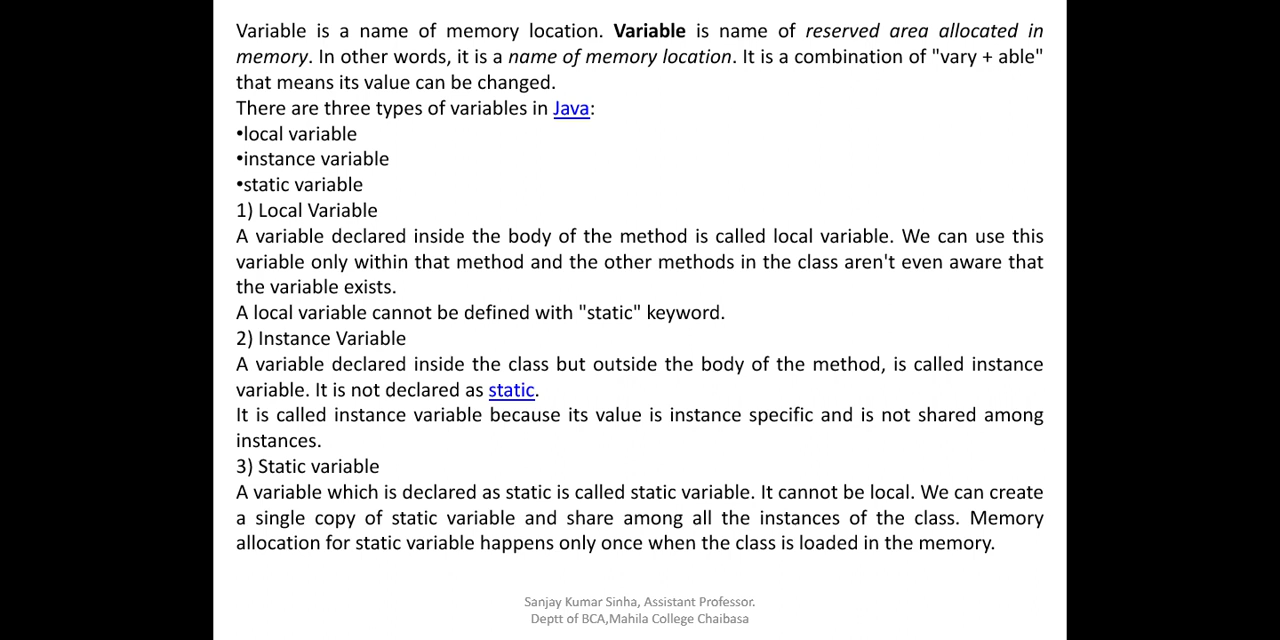 Variable is a name of memory location. Variable is name of reserved area allocated in
memory. In other words, it is a name of memory location. It is a combination of "vary + able"
that means its value can be changed.
There are three types of variables in Java:
•local variable
•instance variable
•static variable
1) Local Variable
A variable declared inside the body of the method is called local variable. We can use this
variable only within that method and the other methods in the class aren't even aware that
the variable exists.
A local variable cannot be defined with "static" keyword.
2) Instance Variable
A variable declared inside the class but outside the body of the method, is called instance
variable. It is not declared as static.
It is called instance variable because its value is instance specific and is not shared among
instances.
3) Static variable
A variable which is declared as static is called static variable. It cannot be local. We can create
a single copy of static variable and share among all the instances of the class. Memory
allocation for static variable happens only once when the class is loaded in the memory.
Sanjay Kumar Sinha, Assistant Professor.
Deptt of BCA,Mahila College Chaibasa